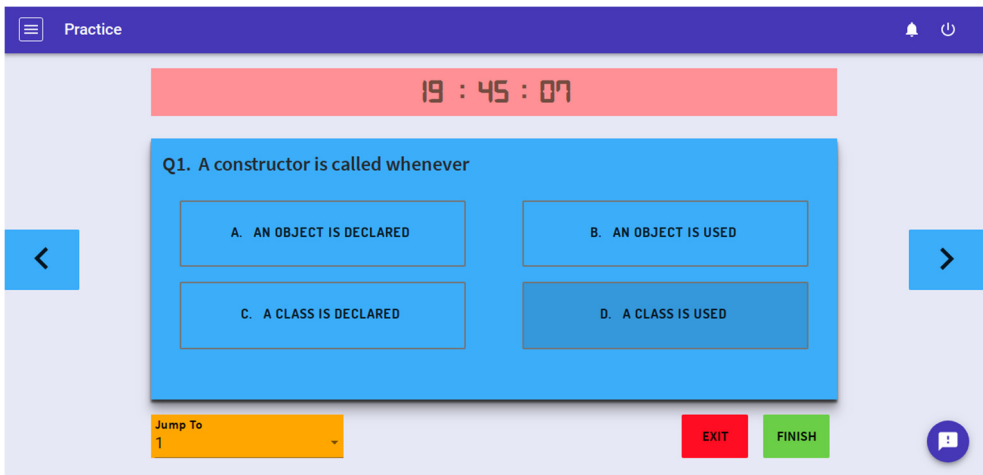 Practice
19 : 45 : 07
Q1. A constructor is called whenever
A. AN OBJECT IS DECLARED
B. AN OBJECT IS USED
C. A CLASS IS DECLARED
D. A CLASS IS USED
Jump To
1
EXIT
FINISH